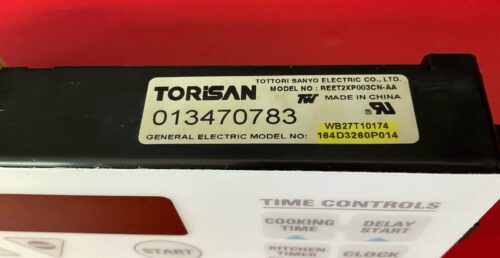 TOTTORI SANYO ELECTRIC CO., LTD.
TORiSAN
MODEL NO : REET2XP003CN-AA
MADE IN CHINA
013470783
WB27T10174
GENERAL ELECTRIC MODEL NO:
164D3260P014
TIME CONTROLS
COOKING TIME
DELAY START
START
KITCHEN TIMER
CLOCK